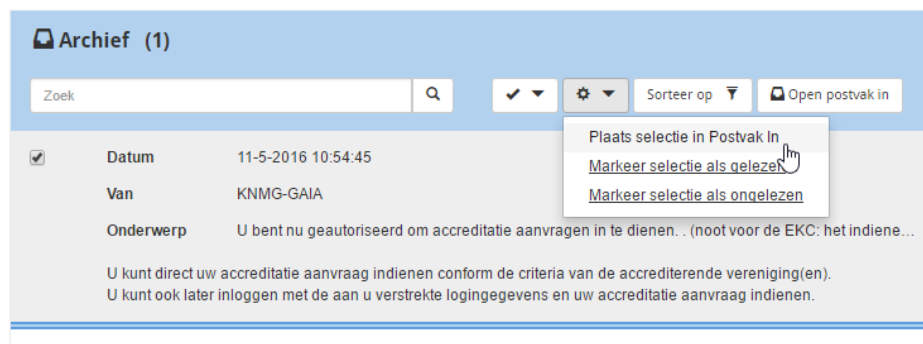 Archief (1)
Zoek
Sorteer op
Open postvak in
Plaats selectie in Postvak In
Markeer selectie als gelezen
Markeer selectie als ongelezen
Datum 11-5-2016 10:54:45
Van KNMG-GAIA
Onderwerp U bent nu geautoriseerd om accreditatie aanvragen in te dienen. . (noot voor de EKC: het indiene…
U kunt direct uw accreditatie aanvraag indienen conform de criteria van de accrediterende vereniging(en).
U kunt ook later inloggen met de aan u verstrekte logingegevens en uw accreditatie aanvraag indienen.